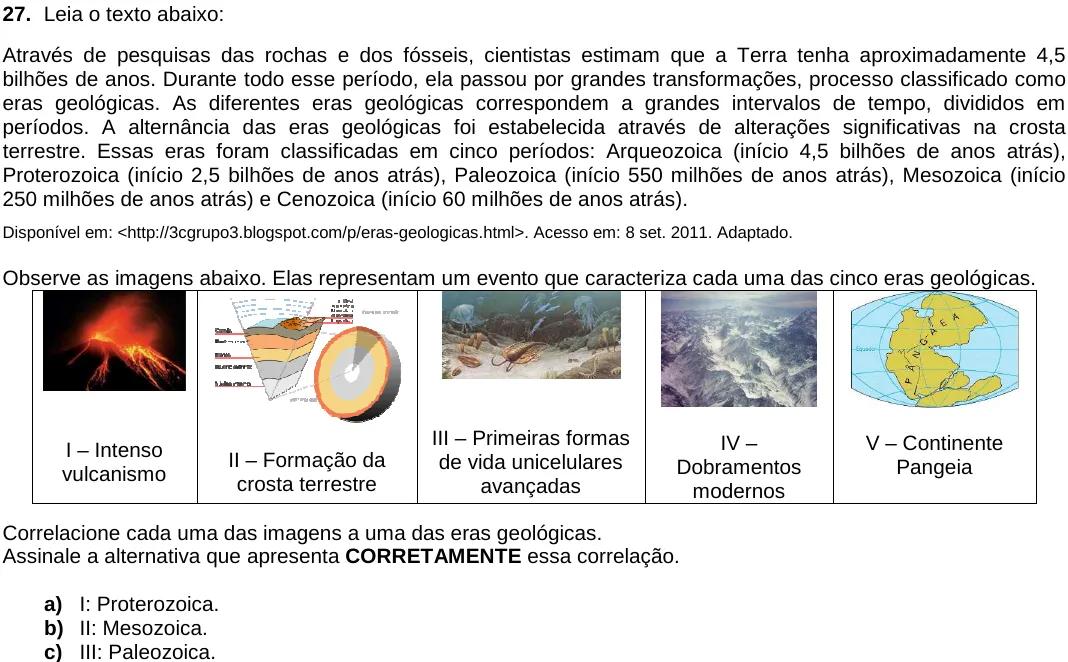 27. Leia o texto abaixo:
Através de pesquisas das rochas e dos fósseis, cientistas estimam que a Terra tenha aproximadamente 4,5
bilhões de anos. Durante todo esse período, ela passou por grandes transformações, processo classificado como
eras geológicas. As diferentes eras geológicas correspondem a grandes intervalos de tempo, divididos em
períodos. A alternância das eras geológicas foi estabelecida através de alterações significativas na crosta
terrestre. Essas eras foram classificadas em cinco períodos: Arqueozoica (início 4,5 bilhões de anos atrás),
Proterozoica (início 2,5 bilhões de anos atrás), Paleozoica (início 550 milhões de anos atrás), Mesozoica (início
250 milhões de anos atrás) e Cenozoica (início 60 milhões de anos atrás).
Disponível em: <http://3cgrupo3.blogspot.com/p/eras-geologicas.html>. Acesso em: 8 set. 2011. Adaptado.
Observe as imagens abaixo. Elas representam um evento que caracteriza cada uma das cinco eras geológicas.
I – Intenso
vulcanismo
II – Formação da
crosta terrestre
III – Primeiras formas
de vida unicelulares
avançadas
IV –
Dobramentos
modernos
PANGAEA
Equador
V – Continente
Pangeia
Correlacione cada uma das imagens a uma das eras geológicas.
Assinale a alternativa que apresenta CORRETAMENTE essa correlação.
a) I: Proterozoica.
b) II: Mesozoica.
c) III: Paleozoica.